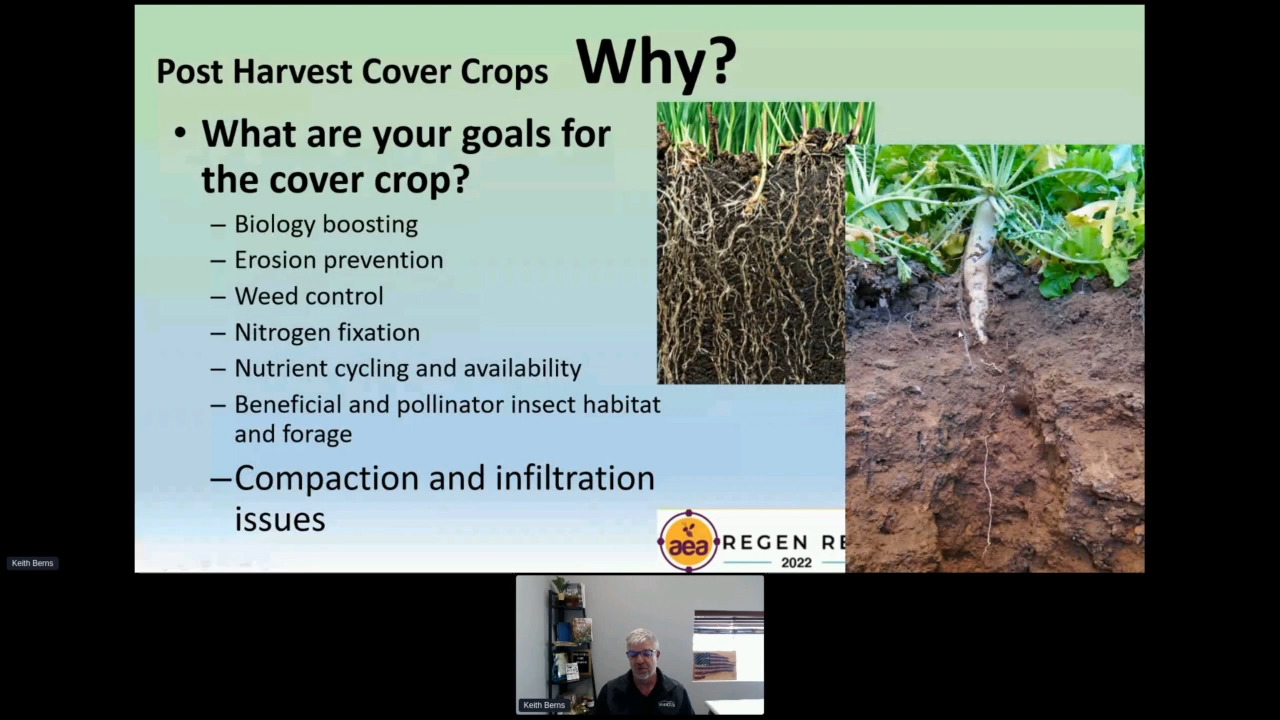 Post Harvest Cover Crops Why?
• What are your goals for
the cover crop?
– Biology boosting
– Erosion prevention
– Weed control
– Nitrogen fixation
– Nutrient cycling and availability
– Beneficial and pollinator insect habitat
and forage
–Compaction and infiltration
issues
aea
REGEN RE
2022
Keith Berns
Keith Berns